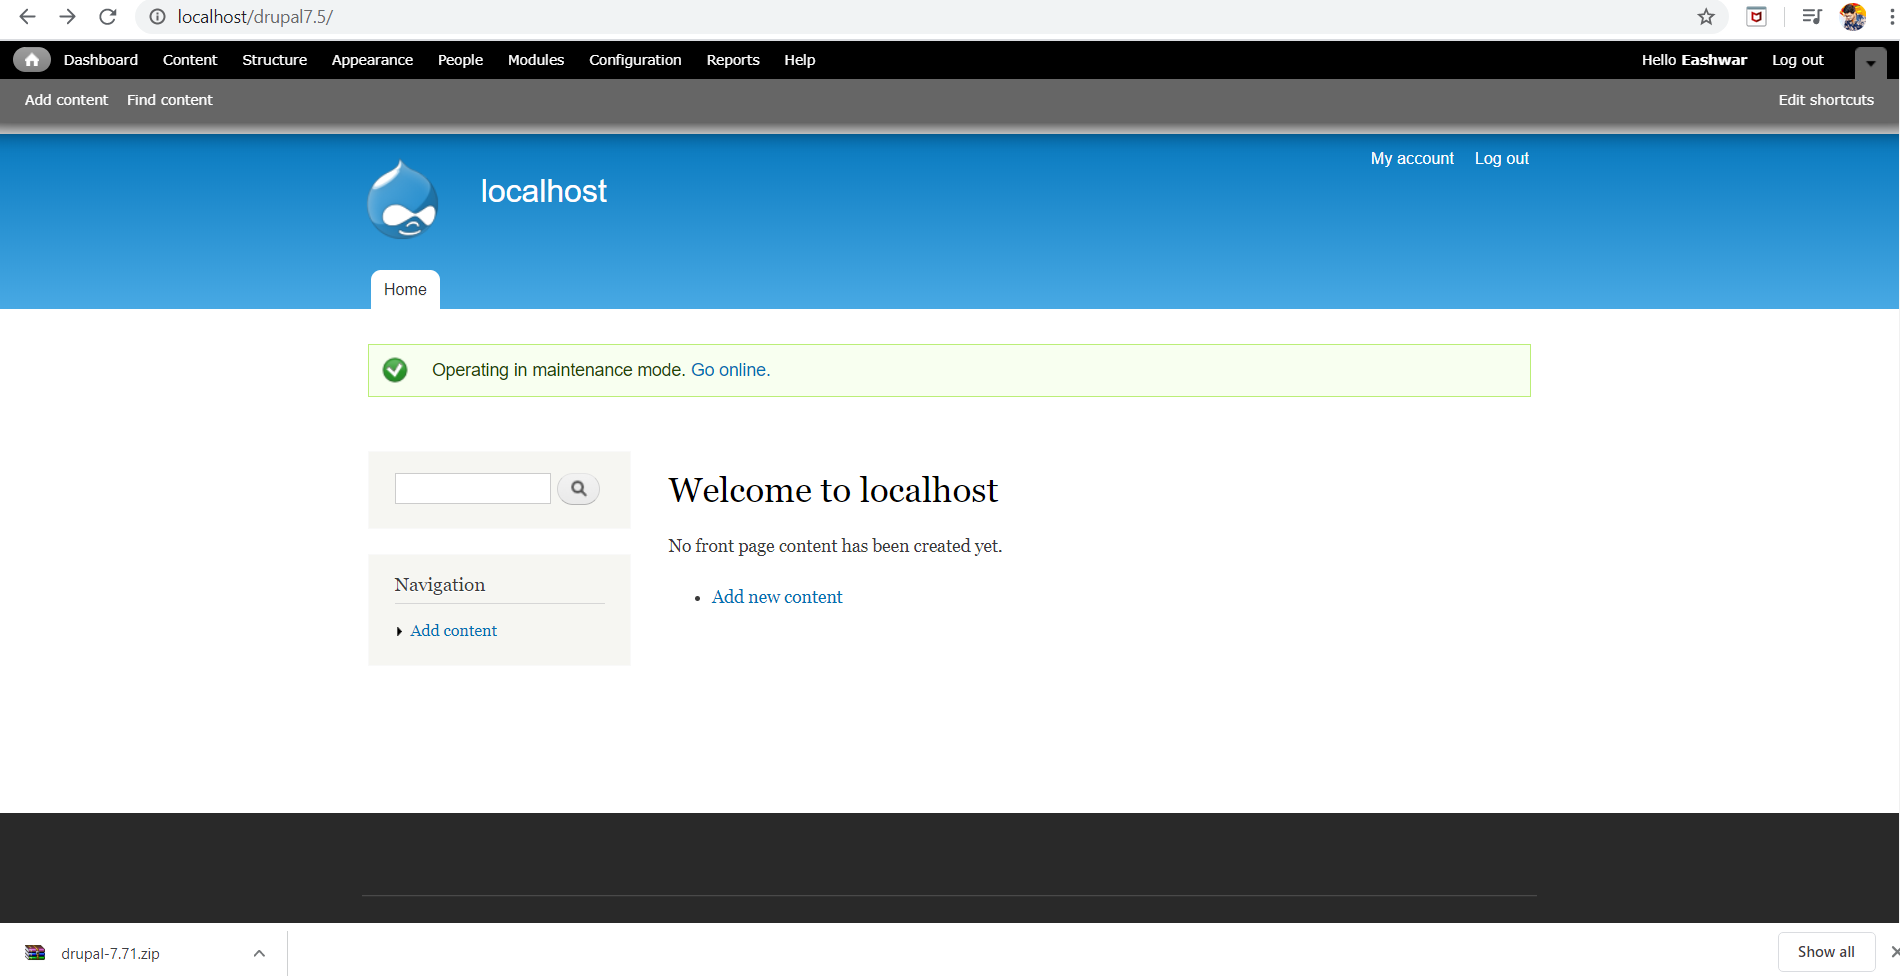 localhost/drupal7.5/
Dashboard Content Structure Appearance People Modules Configuration Reports Help Hello Eashwar Log out
Add content Find content Edit shortcuts
My account Log out
localhost
Home
Operating in maintenance mode. Go online.
Welcome to localhost
No front page content has been created yet.
Add new content
Navigation
Add content
drupal-7.71.zip Show all